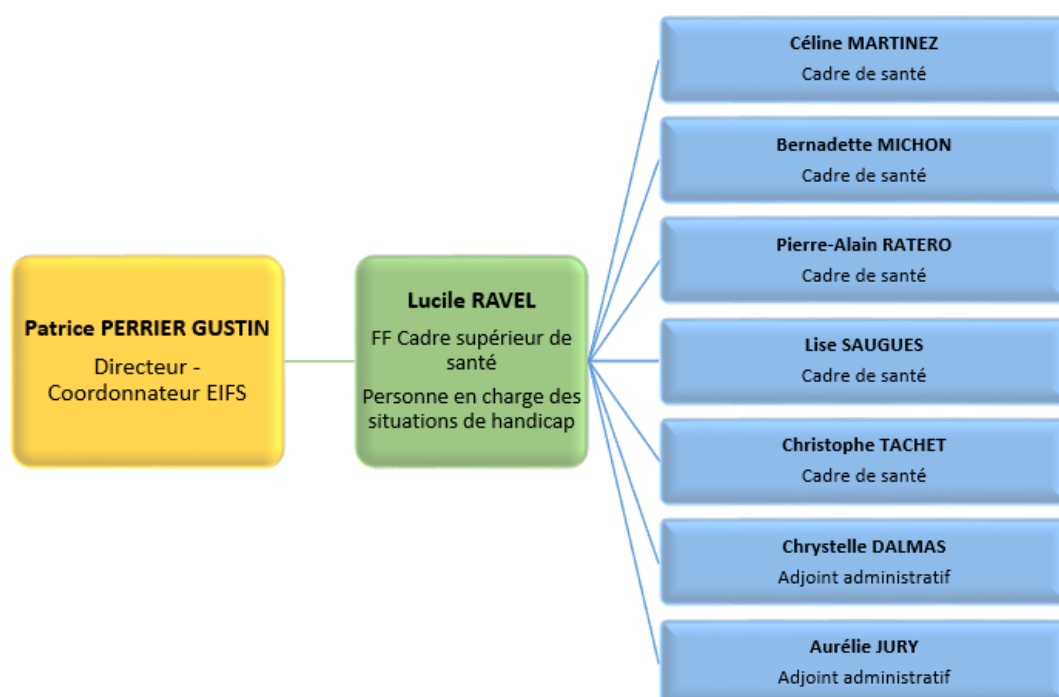 Patrice PERRIER GUSTIN
Directeur -
Coordonnateur EIFS
Lucile RAVEL
FF Cadre supérieur de
santé
Personne en charge des
situations de handicap
Céline MARTINEZ
Cadre de santé
Bernadette MICHON
Cadre de santé
Pierre-Alain RATERO
Cadre de santé
Lise SAUGUES
Cadre de santé
Christophe TACHET
Cadre de santé
Chrystelle DALMAS
Adjoint administratif
Aurélie JURY
Adjoint administratif